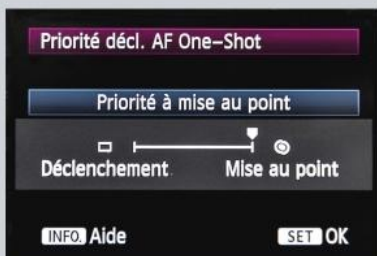 Priorité décl. AF One-Shot
Priorité à mise au point
Déclenchement Mise au point
INFO. Aide SET OK